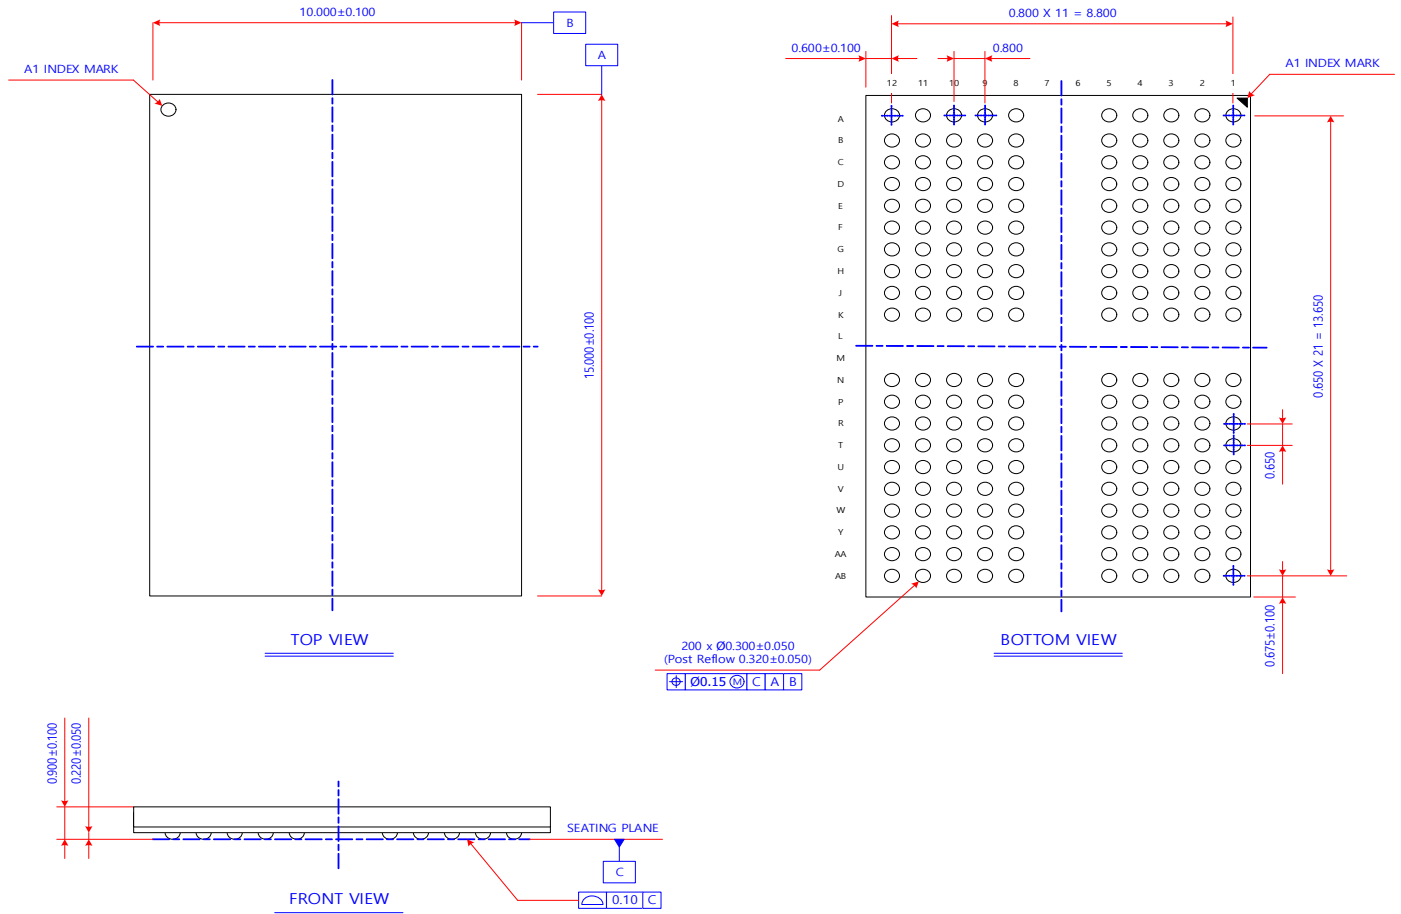 10.000±0.100
B
A
A1 INDEX MARK
15.000±0.100
TOP VIEW
0.800 X 11 = 8.800
0.600±0.100
0.800
A1 INDEX MARK
12 11 10 9 8 7 6 5 4 3 2 1
A
B
C
D
E
F
G
H
J
K
L
M
N
P
R
T
U
V
W
Y
AA
AB
0.650 X 21 = 13.650
0.650
0.675±0.100
200 x Ø0.300±0.050
(Post Reflow 0.320±0.050)
Ø0.15 Ⓜ C A B
BOTTOM VIEW
0.900±0.100
0.220±0.050
SEATING PLANE
C
0.10 C
FRONT VIEW